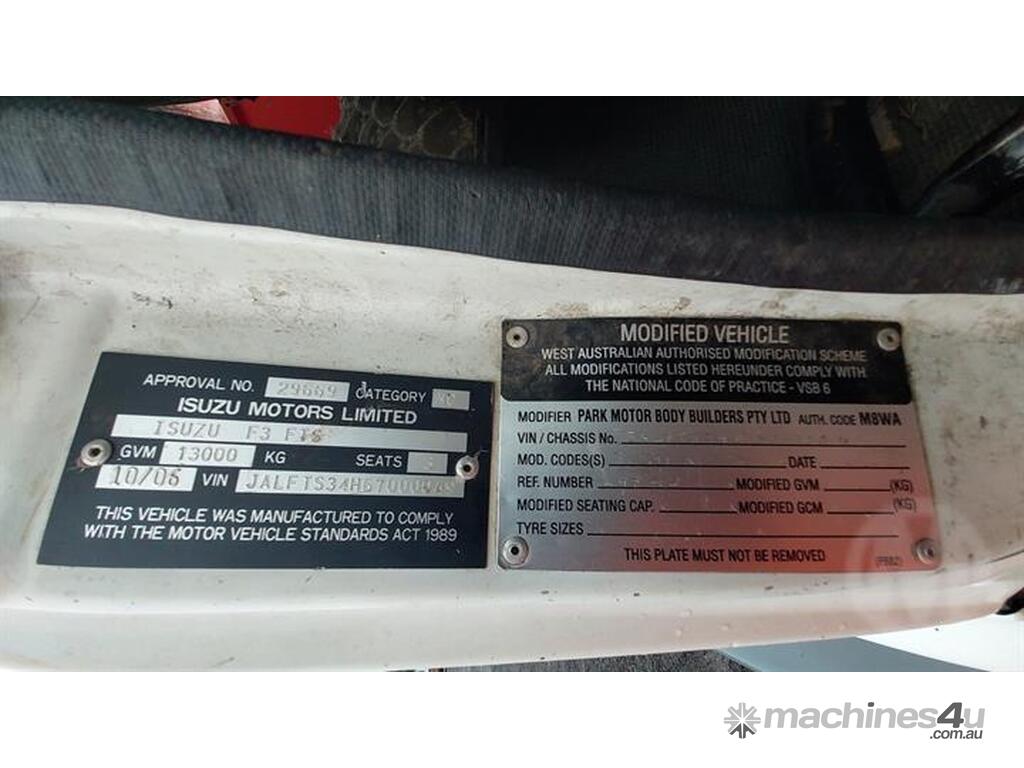 APPROVAL NO. 29669 CATEGORY
ISUZU MOTORS LIMITED
ISUZU F3 FTS
GVM 13000 KG SEATS
10/06 VIN
THIS VEHICLE WAS MANUFACTURED TO COMPLY
WITH THE MOTOR VEHICLE STANDARDS ACT 1989
MODIFIED VEHICLE
WEST AUSTRALIAN AUTHORISED MODIFICATION SCHEME
ALL MODIFICATIONS LISTED HEREUNDER COMPLY WITH
THE NATIONAL CODE OF PRACTICE - VSB 6
MODIFIER PARK MOTOR BODY BUILDERS PTY LTD AUTH. CODE M8WA
VIN / CHASSIS No.
MOD. CODES(S) DATE
REF. NUMBER MODIFIED GVM (KG)
MODIFIED SEATING CAP. MODIFIED GCM (KG)
TYRE SIZES
THIS PLATE MUST NOT BE REMOVED
machines4u
.com.au